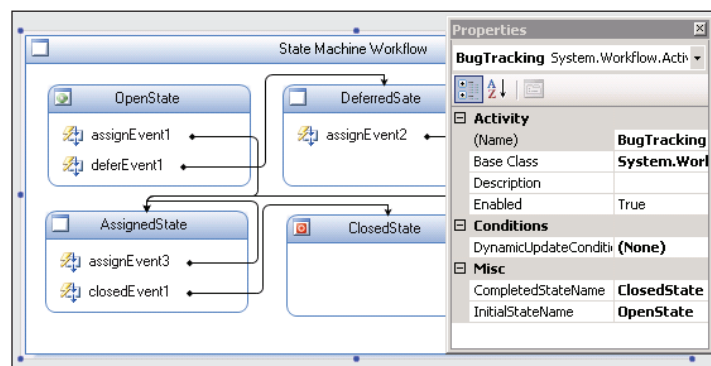 State Machine Workflow
OpenState
assignEvent1
deferEvent1
DeferredSate
assignEvent2
AssignedState
assignEvent3
closedEvent1
ClosedState
Properties
BugTracking System.Workflow.Activ
Activity
(Name) BugTracking
Base Class System.Worl
Description
Enabled True
Conditions
DynamicUpdateConditi (None)
Misc
CompletedStateName ClosedState
InitialStateName OpenState